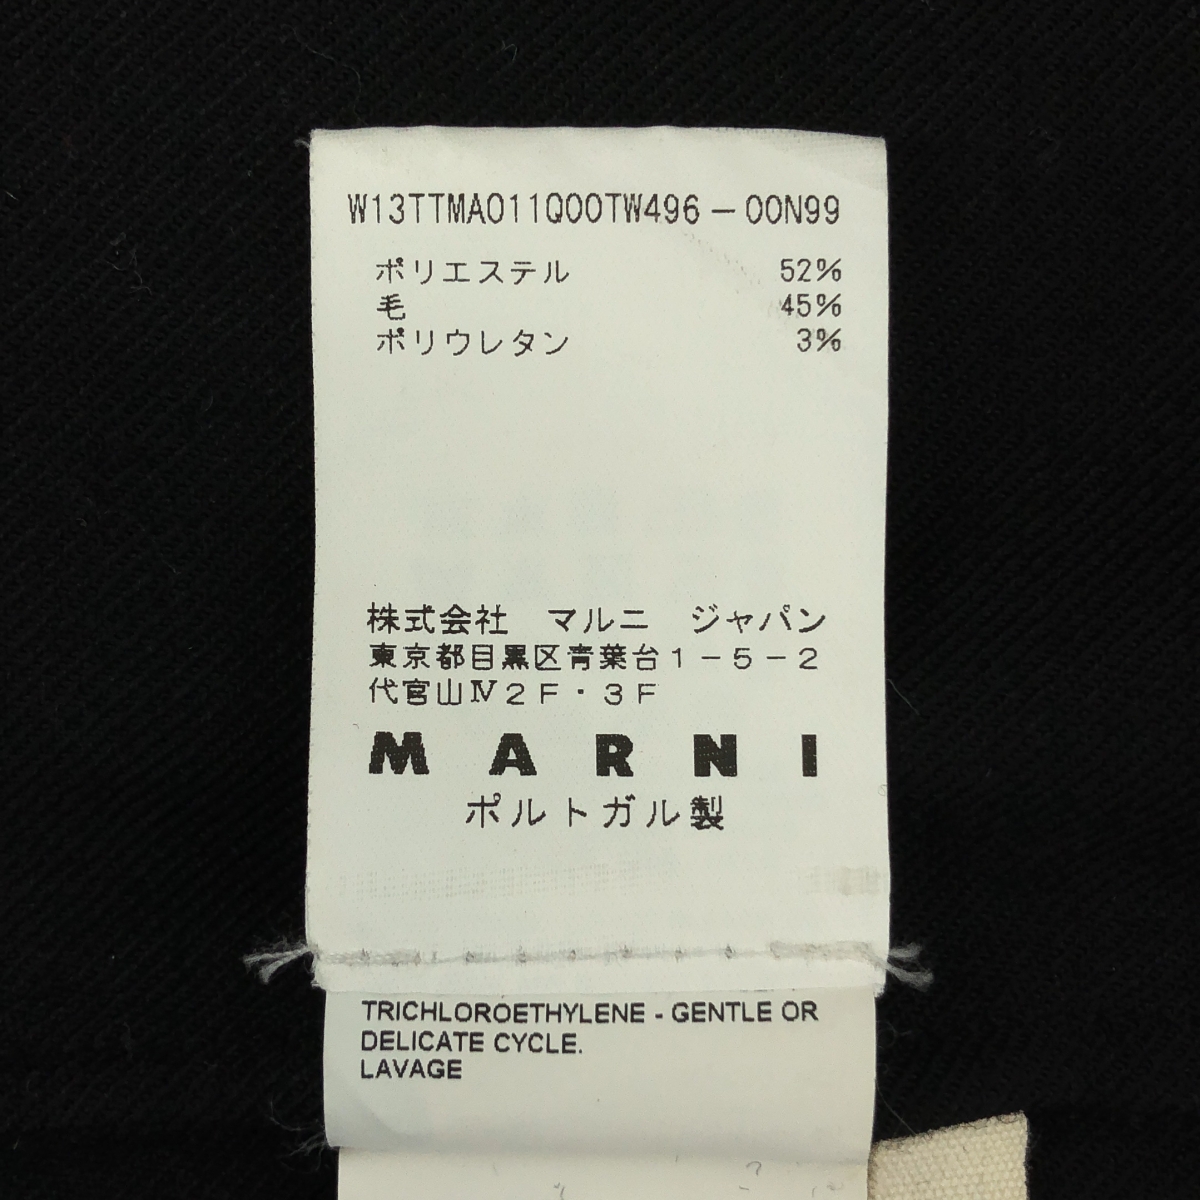 W13TTMA011Q00TW496-00N99
ポリエステル 52%
毛 45%
ポリウレタン 3%
株式会社 マルニ ジャパン
東京都目黒区青葉台1-5-2
代官山Ⅳ2F・3F
MARNI
ポルトガル製
TRICHLOROETHYLENE - GENTLE OR
DELICATE CYCLE.
LAVAGE